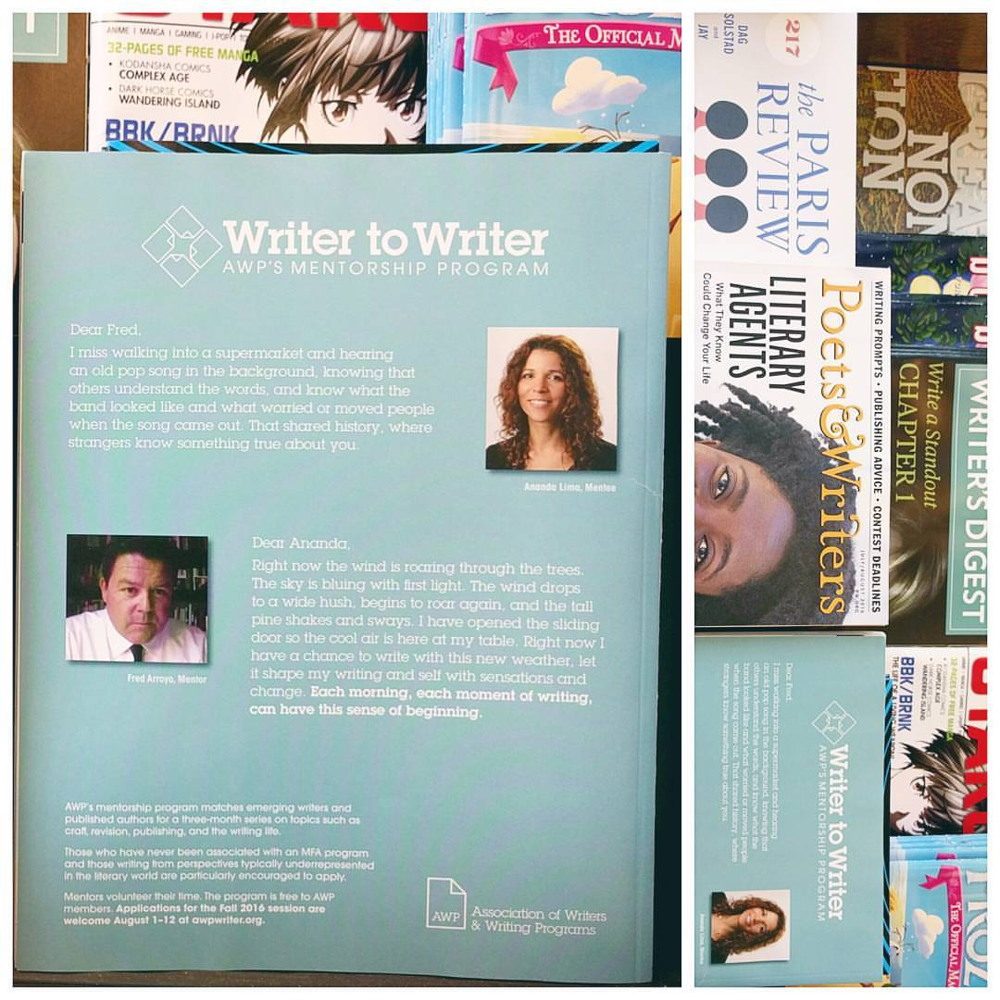 ANIME | MANGA | GAMING | J-POP |
32-PAGES OF FREE MANGA
• KODANSHA COMICS
COMPLEX AGE
• DARK HORSE COMICS
WANDERING ISLAND
BBK/BRNK
THE OFFICIAL M
Writer to Writer
AWP'S MENTORSHIP PROGRAM
Dear Fred,
I miss walking into a supermarket and hearing
an old pop song in the background, knowing that
others understand the words, and know what the
band looked like and what worried or moved people
when the song came out. That shared history, where
strangers know something true about you.
Ananda Lima, Mentee
Dear Ananda,
Right now the wind is roaring through the trees.
The sky is bluing with first light. The wind drops
to a wide hush, begins to roar again, and the tall
pine shakes and sways. I have opened the sliding
door so the cool air is here at my table. Right now I
have a chance to write with this new weather, let
it shape my writing and self with sensations and
change. Each morning, each moment of writing,
can have this sense of beginning.
Fred Arroyo, Mentor
AWP's mentorship program matches emerging writers and
published authors for a three-month series on topics such as
craft, revision, publishing, and the writing life.
Those who have never been associated with an MFA program
and those writing from perspectives typically underrepresented
in the literary world are particularly encouraged to apply.
Mentors volunteer their time. The program is free to AWP
members. Applications for the Fall 2016 session are
welcome August 1–12 at awpwriter.org.
AWP
Association of Writers
& Writing Programs
217
the PARIS
REVIEW
DAG
SOLSTAD
and
JAY
TION
NON
WRITING PROMPTS • PUBLISHING ADVICE • CONTEST DEADLINES
JULY/AUGUST 2016
PW.ORG
Poets&Writers
LITERARY
AGENTS
What They Know
Could Change Your Life
WRITER'S DIGEST
Write a Standout
CHAPTER 1
Writer to Writer
AWP'S MENTORSHIP PROGRAM
Dear Fred,
I miss walking into a supermarket and hearing
an old pop song in the background, knowing that
others understand the words, and know what the
band looked like and what worried or moved people
when the song came out. That shared history, where
strangers know something true about you.
Ananda Lima, Mentee
32-PAGES OF FREE MANGA
• KODANSHA COMICS
COMPLEX AGE
• DARK HORSE COMICS
WANDERING ISLAND
BBK/BRNK
THE LIFE OF A
FROZ
THE OFFICIAL MA